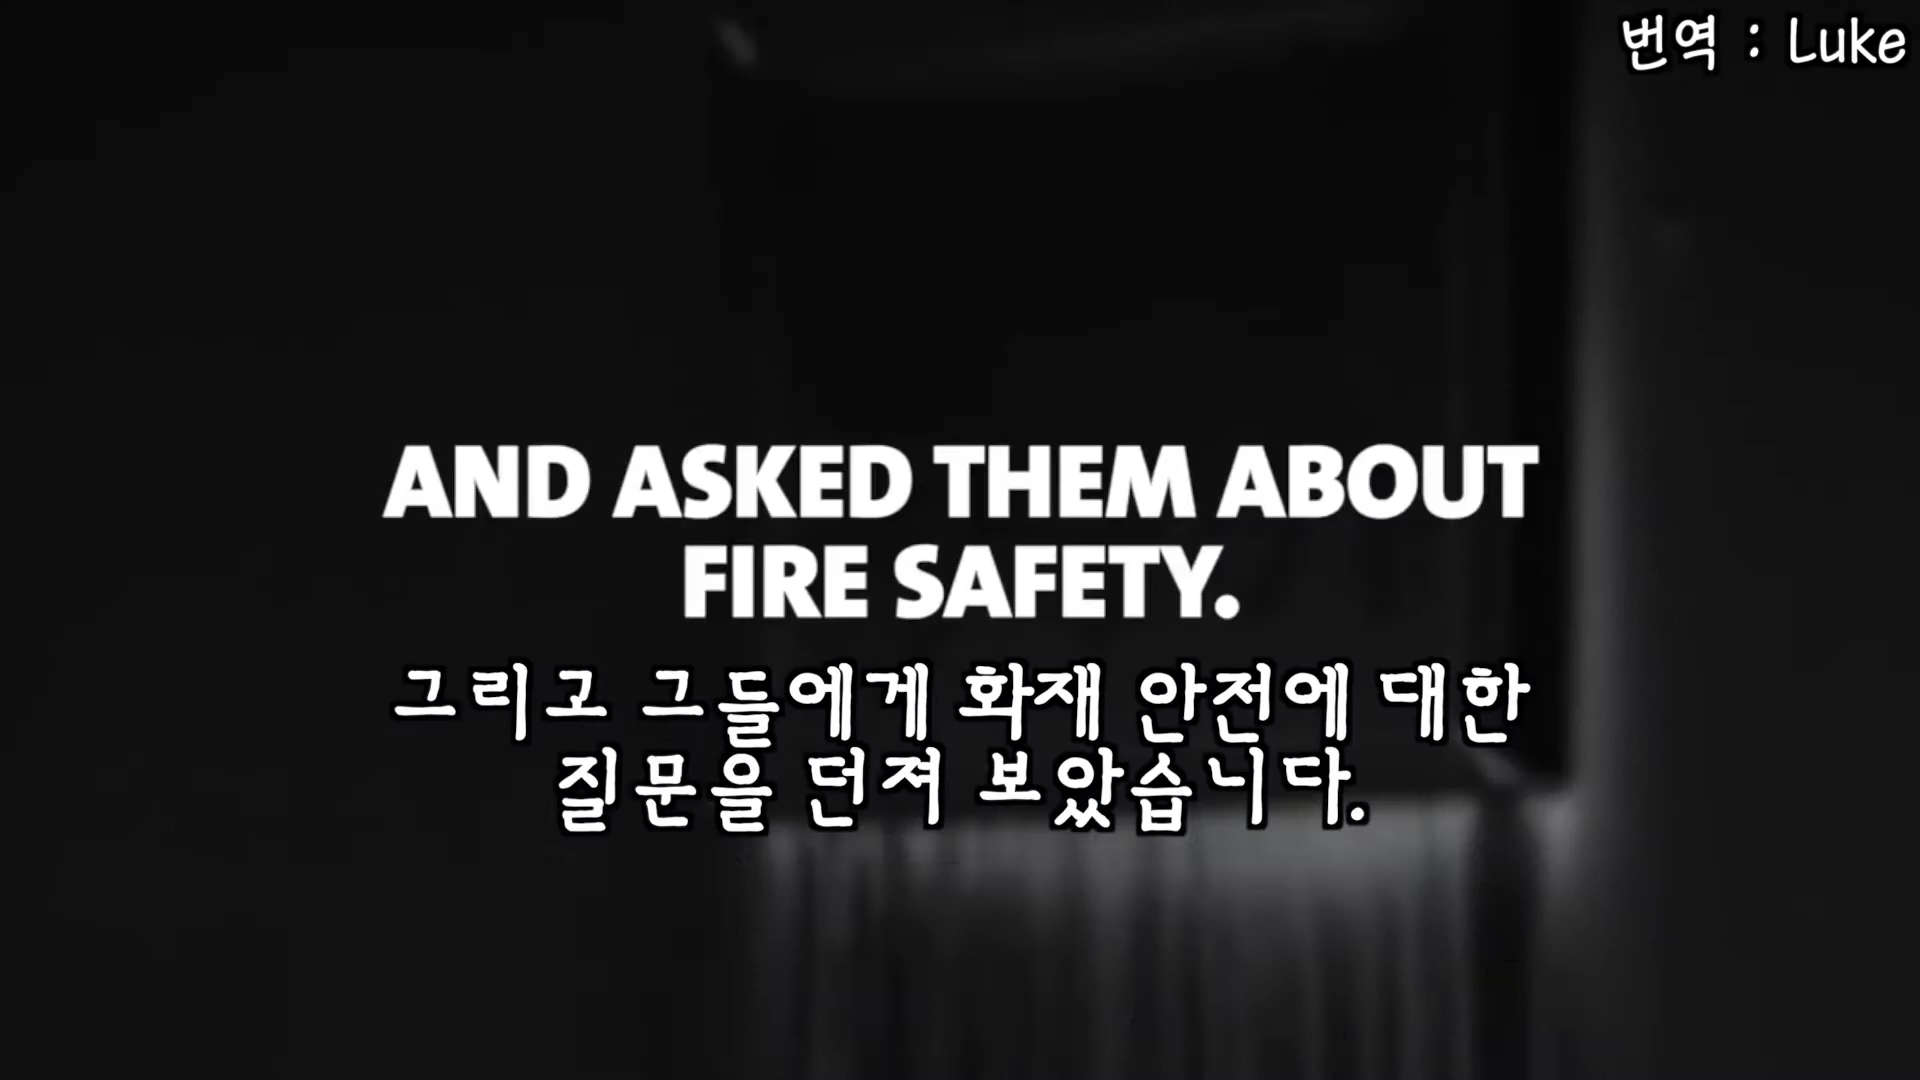 번역 : Luke
AND ASKED THEM ABOUT
FIRE SAFETY.
그리고 그들에게 화재 안전에 대한
질문을 던져 보았습니다.